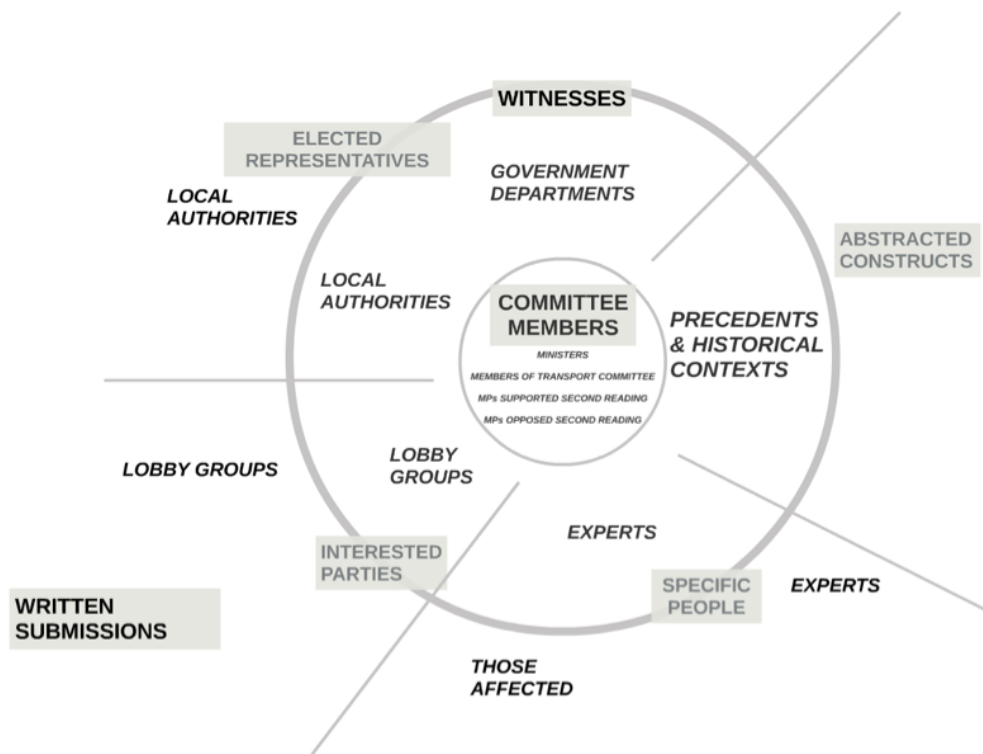 WITNESSES
ELECTED
REPRESENTATIVES
GOVERNMENT
DEPARTMENTS
LOCAL
AUTHORITIES
ABSTRACTED
CONSTRUCTS
LOCAL
AUTHORITIES
COMMITTEE
MEMBERS
MINISTERS
MEMBERS OF TRANSPORT COMMITTEE
MPs SUPPORTED SECOND READING
MPs OPPOSED SECOND READING
PRECEDENTS
& HISTORICAL
CONTEXTS
LOBBY GROUPS
LOBBY
GROUPS
EXPERTS
INTERESTED
PARTIES
SPECIFIC
PEOPLE
EXPERTS
WRITTEN
SUBMISSIONS
THOSE
AFFECTED